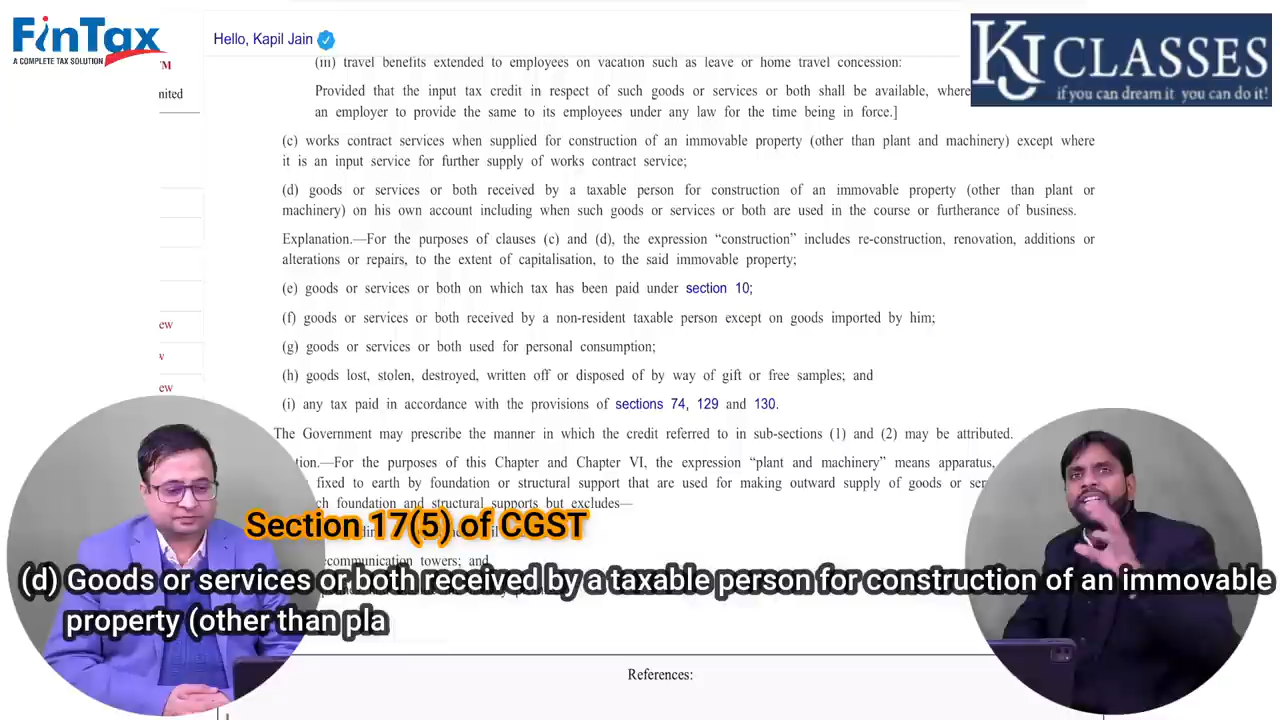 FinTax
A COMPLETE TAX SOLUTION
Hello, Kapil Jain
KJ CLASSES
if you can dream it you can do it!
TM
nited
(iii) travel benefits extended to employees on vacation such as leave or home travel concession:
Provided that the input tax credit in respect of such goods or services or both shall be available, where
an employer to provide the same to its employees under any law for the time being in force.]
(c) works contract services when supplied for construction of an immovable property (other than plant and machinery) except where
it is an input service for further supply of works contract service;
(d) goods or services or both received by a taxable person for construction of an immovable property (other than plant or
machinery) on his own account including when such goods or services or both are used in the course or furtherance of business.
Explanation.—For the purposes of clauses (c) and (d), the expression “construction” includes re-construction, renovation, additions or
alterations or repairs, to the extent of capitalisation, to the said immovable property;
(e) goods or services or both on which tax has been paid under section 10;
(f) goods or services or both received by a non-resident taxable person except on goods imported by him;
ew
(g) goods or services or both used for personal consumption;
w
(h) goods lost, stolen, destroyed, written off or disposed of by way of gift or free samples; and
ew
(i) any tax paid in accordance with the provisions of sections 74, 129 and 130.
The Government may prescribe the manner in which the credit referred to in sub-sections (1) and (2) may be attributed.
tion.—For the purposes of this Chapter and Chapter VI, the expression “plant and machinery” means apparatus,
fixed to earth by foundation or structural support that are used for making outward supply of goods or ser
ch foundation and structural supports but excludes—
Section 17(5) of CGST
ecommunication towers; and
(d) Goods or services or both received by a taxable person for construction of an immovable
property (other than pla
References: